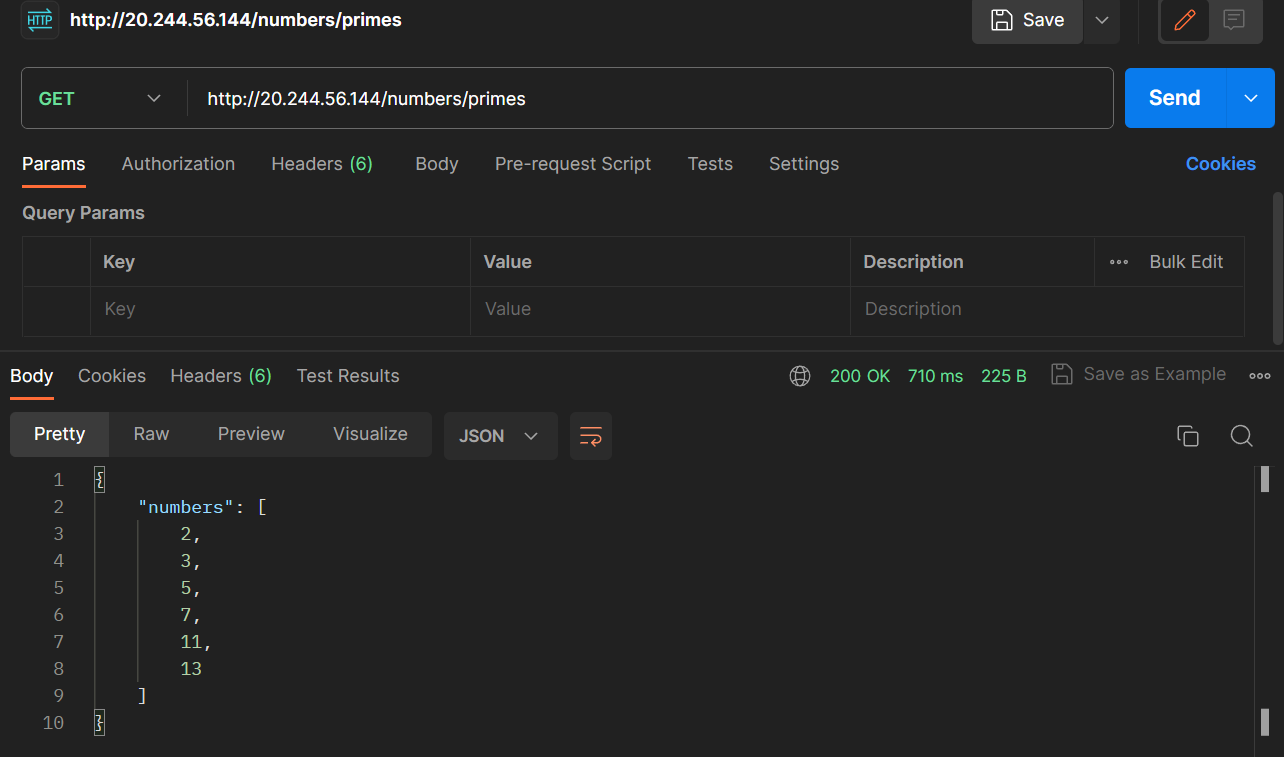 HTTP http://20.244.56.144/numbers/primes Save
GET http://20.244.56.144/numbers/primes Send
Params Authorization Headers (6) Body Pre-request Script Tests Settings Cookies
Query Params
Key Value Description Bulk Edit
Key Value Description
Body Cookies Headers (6) Test Results 200 OK 710 ms 225 B Save as Example
Pretty Raw Preview Visualize JSON
1 {
2 "numbers": [
3 2,
4 3,
5 5,
6 7,
7 11,
8 13
9 ]
10 }